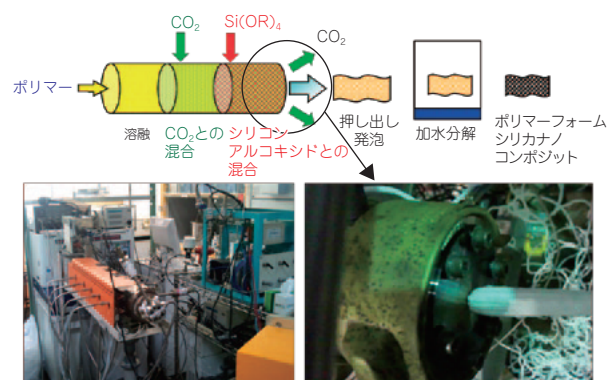 CO₂
Si(OR)₄
CO₂
ポリマー
溶融
CO₂との
混合
シリコン
アルコキシドとの
混合
押し出し
発泡
加水分解
ポリマーフォーム
シリカナノ
コンポジット